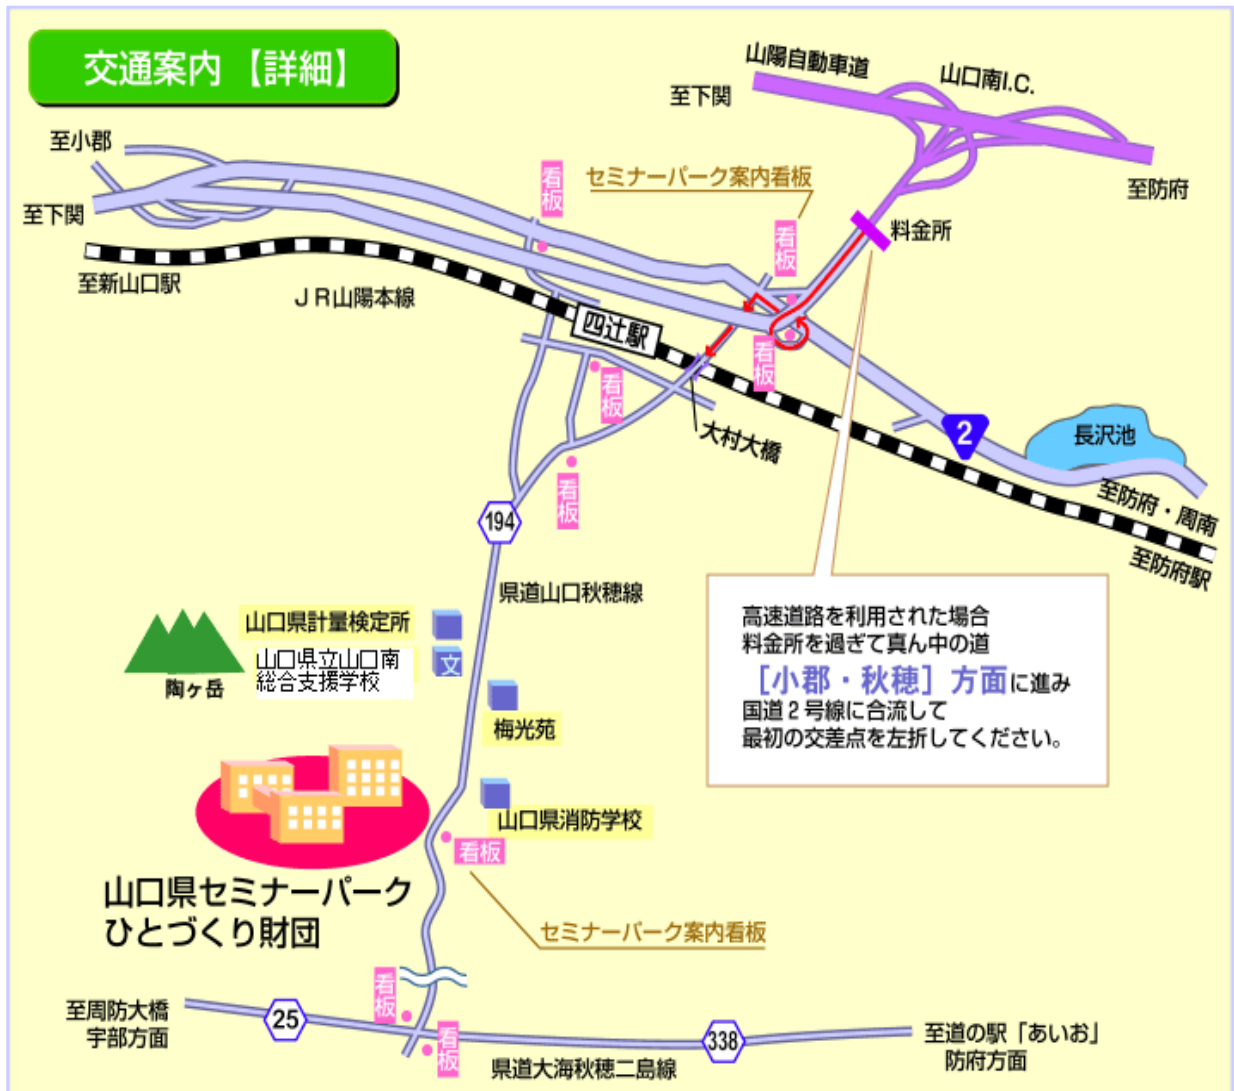 交通案内【詳細】
山陽自動車道
山口南I.C.
至下関
至小郡
至防府
至下関
看板
セミナーパーク案内看板
看板
料金所
至新山口駅
JR山陽本線
四辻駅
看板
看板
大村大橋
2
長沢池
至防府・周南
至防府駅
看板
194
県道山口秋穂線
高速道路を利用された場合
料金所を過ぎて真ん中の道
［小郡・秋穂］方面に進み
国道2号線に合流して
最初の交差点を左折してください。
山口県計量検定所
山口県立山口南
総合支援学校
文
陶ヶ岳
梅光苑
山口県消防学校
看板
山口県セミナーパーク
ひとづくり財団
セミナーパーク案内看板
看板
至周防大橋
宇部方面
25
看板
338
県道大海秋穂二島線
至道の駅「あいお」
防府方面